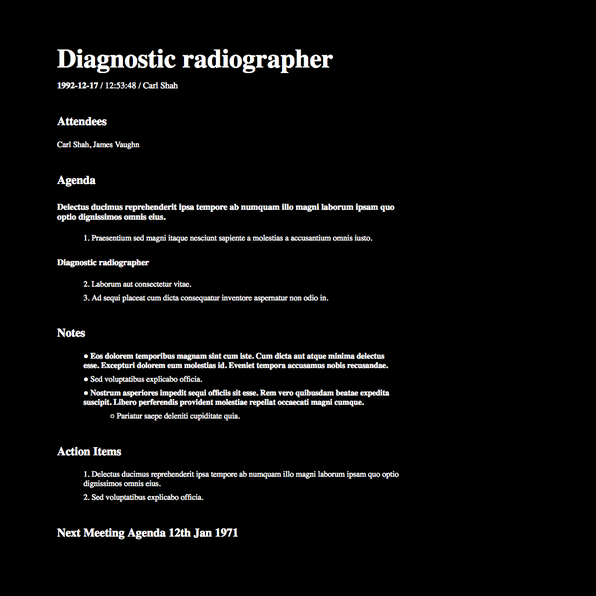 Diagnostic radiographer
1992-12-17 / 12:53:48 / Carl Shah
Attendees
Carl Shah, James Vaughn
Agenda
Delectus ducimus reprehenderit ipsa tempore ab numquam illo magni laborum ipsam quo
optio dignissimos omnis eius.
1. Praesentium sed magni itaque nesciunt sapiente a molestias a accusantium omnis iusto.
Diagnostic radiographer
2. Laborum aut consectetur vitae.
3. Ad sequi placeat cum dicta consequatur inventore aspernatur non odio in.
Notes
● Eos dolorem temporibus magnam sint cum iste. Cum dicta aut atque minima delectus
esse. Excepturi dolorem eum molestias id. Eveniet tempora accusamus nobis recusandae.
● Sed voluptatibus explicabo officia.
● Nostrum asperiores impedit sequi officiis sit esse. Rem vero quibusdam beatae expedita
suscipit. Libero perferendis provident molestiae repellat occaecati magni cumque.
○ Pariatur saepe deleniti cupiditate quia.
Action Items
1. Delectus ducimus reprehenderit ipsa tempore ab numquam illo magni laborum ipsam quo optio
dignissimos omnis eius.
2. Sed voluptatibus explicabo officia.
Next Meeting Agenda 12th Jan 1971